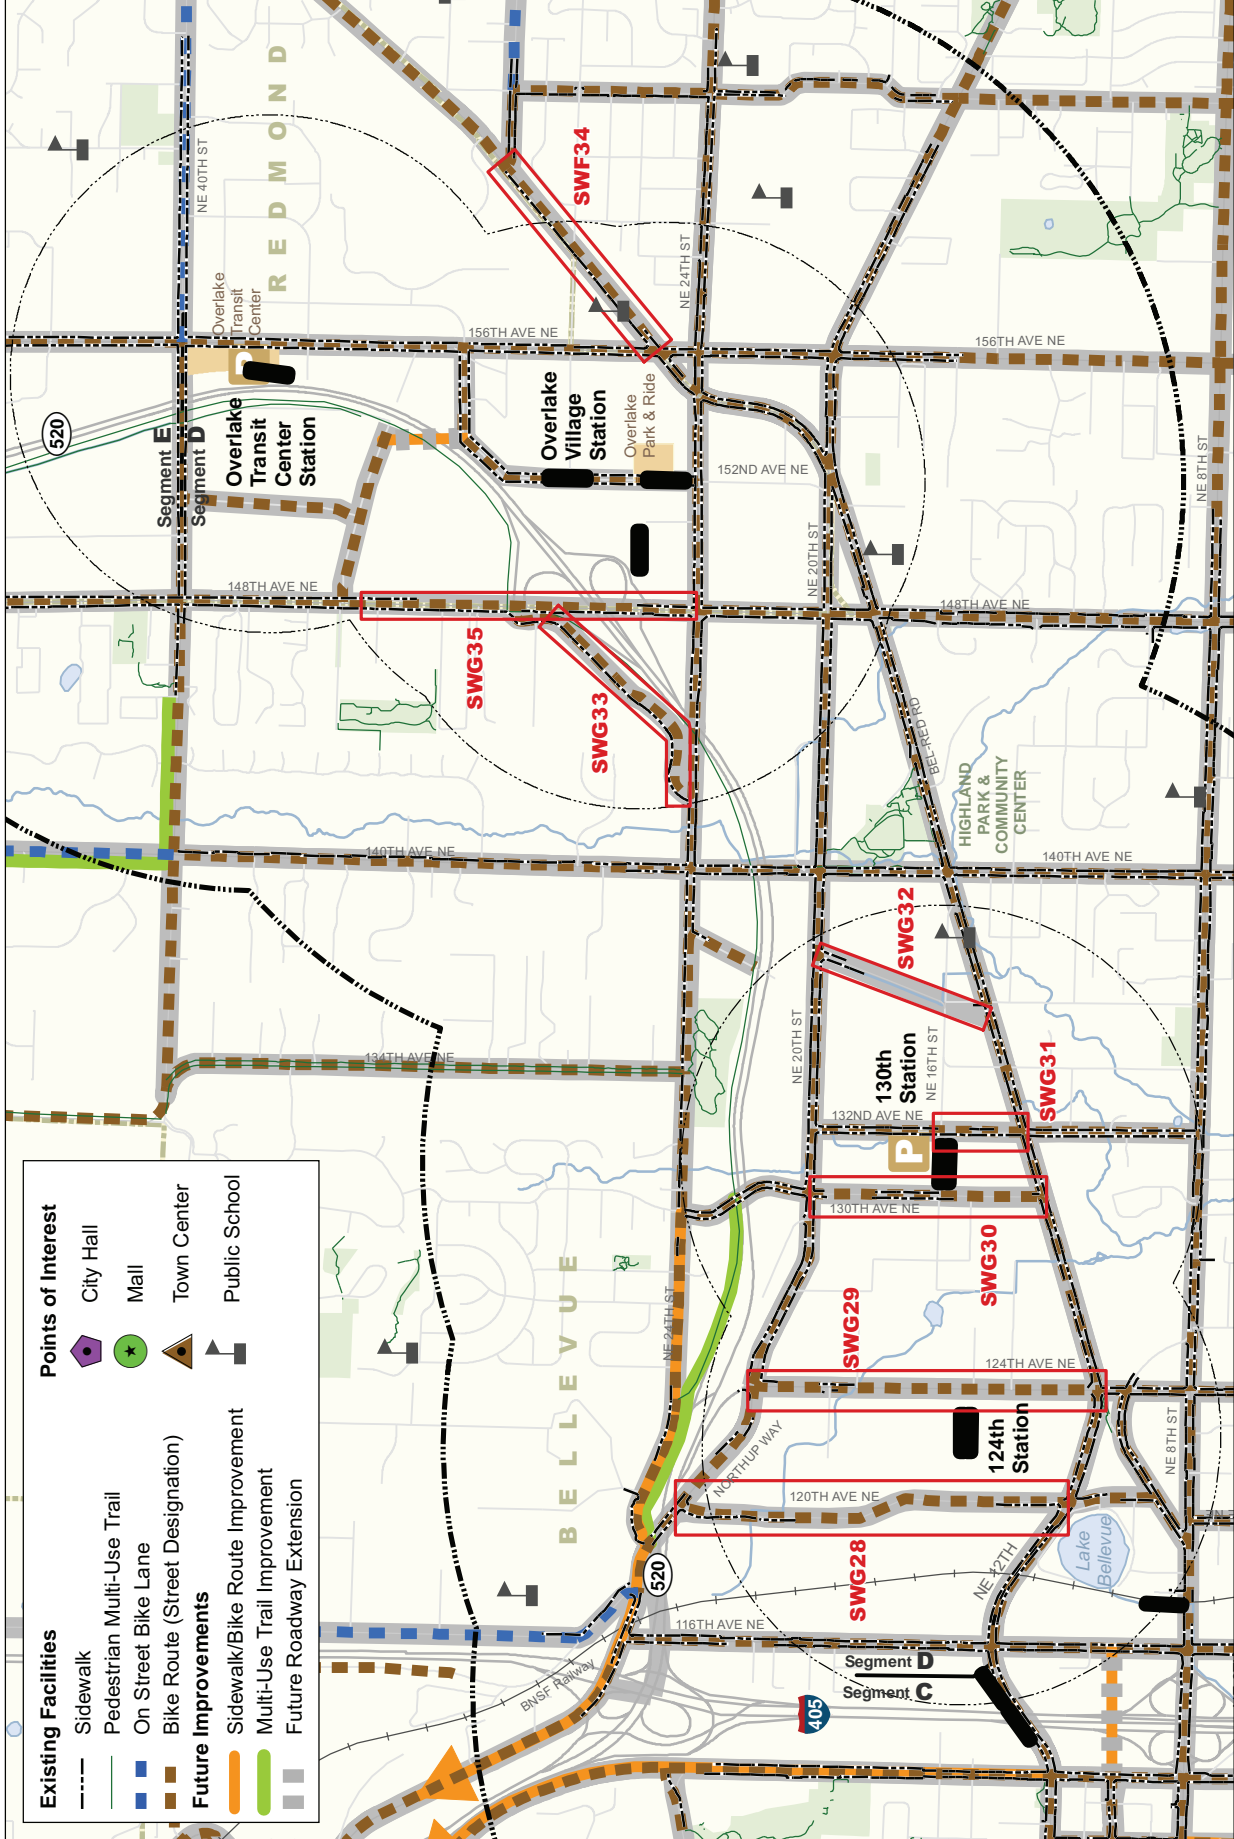 Existing Facilities
Sidewalk
Pedestrian Multi-Use Trail
On Street Bike Lane
Bike Route (Street Designation)
Future Improvements
Sidewalk/Bike Route Improvement
Multi-Use Trail Improvement
Future Roadway Extension
Points of Interest
City Hall
Mall
Town Center
Public School
REDMOND
BELLEVUE
NE 40TH ST
Overlake
Transit
Center
P
520
Segment E
Segment D
Overlake
Transit
Center
Station
156TH AVE NE
SWF34
NE 24TH ST
Overlake
Village
Station
Overlake
Park & Ride
152ND AVE NE
156TH AVE NE
NE 8TH ST
NE 20TH ST
148TH AVE NE
148TH AVE NE
SWG35
SWG33
BEL-RED RD
HIGHLAND
PARK &
COMMUNITY
CENTER
140TH AVE NE
140TH AVE NE
SWG32
134TH AVE NE
NE 20TH ST
130th
Station
NE 16TH ST
SWG31
132ND AVE NE
P
130TH AVE NE
SWG30
SWG29
NE 24TH ST
124TH AVE NE
124th
Station
NE 8TH ST
NORTHUP WAY
120TH AVE NE
SWG28
520
Lake
Bellevue
NE 12TH
116TH AVE NE
BNSF Railway
Segment D
Segment C
405